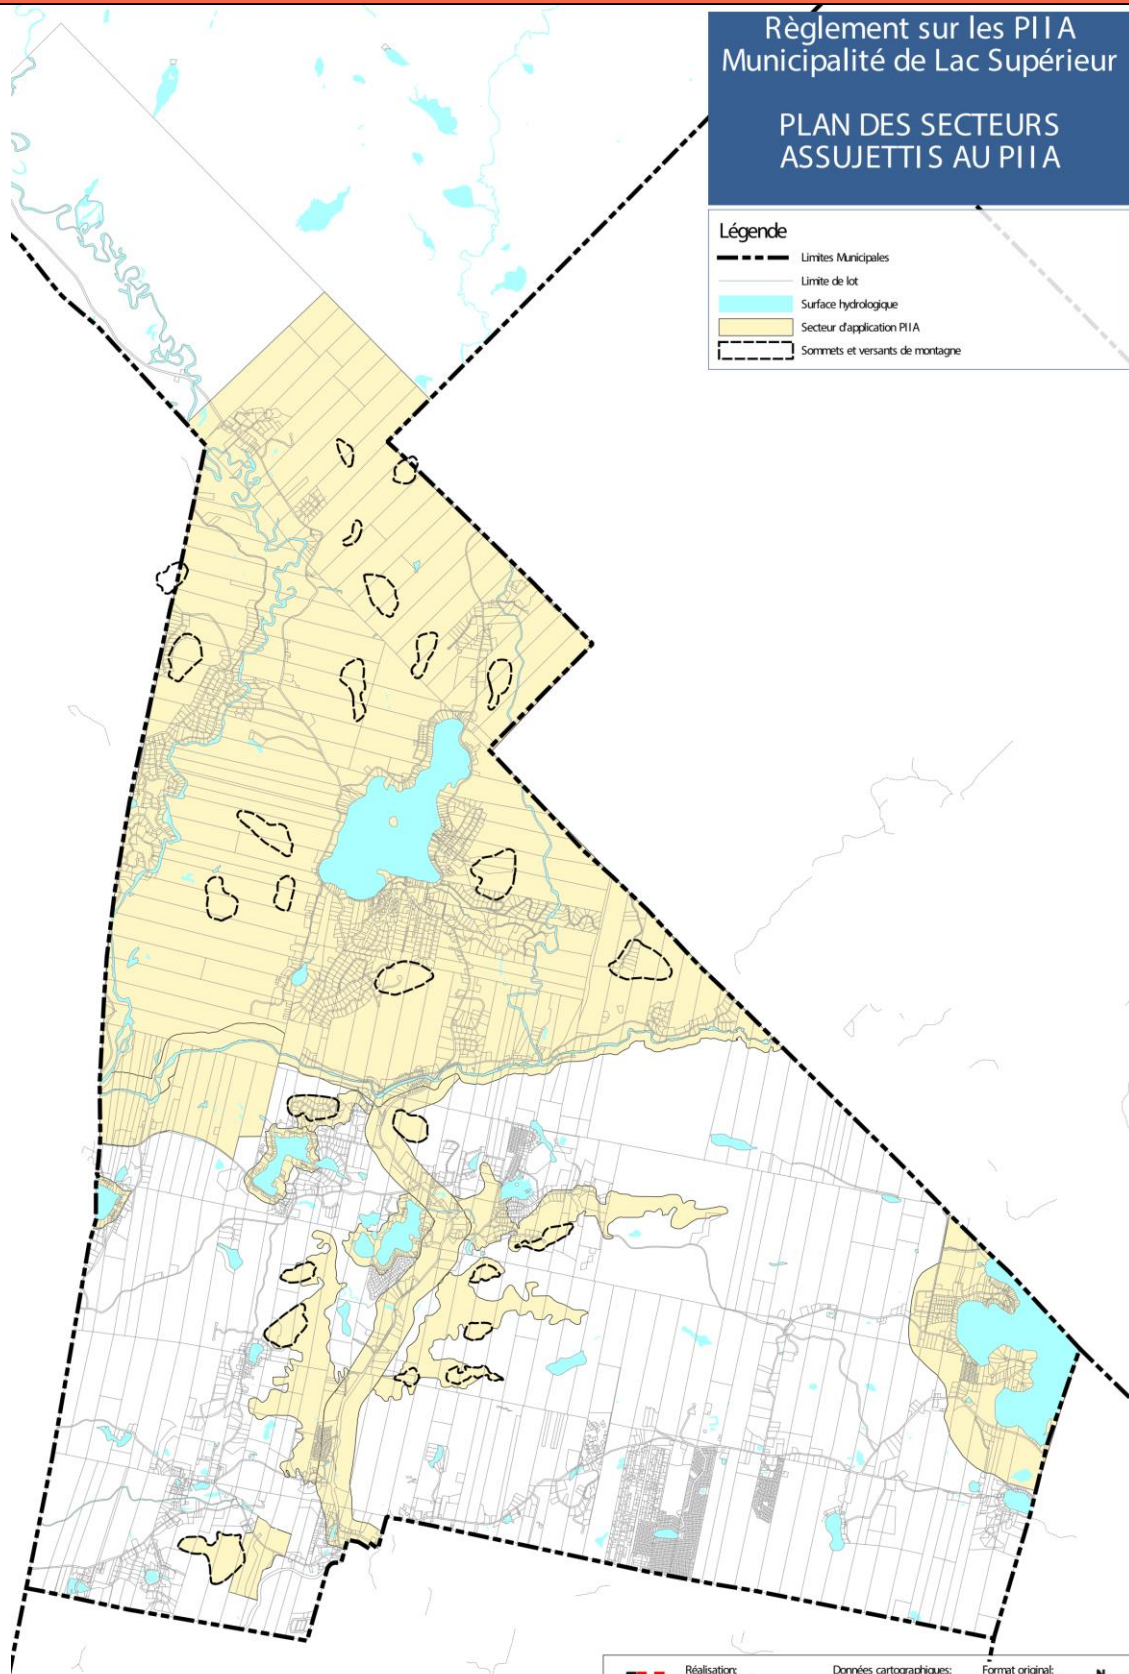 Règlement sur les PIIA
Municipalité de Lac Supérieur
PLAN DES SECTEURS
ASSUJETTIS AU PIIA
Légende
Limites Municipales
Limite de lot
Surface hydrologique
Secteur d'application PIIA
Sommets et versants de montagne
Réalisation:
Données cartographiques:
Format original:
N